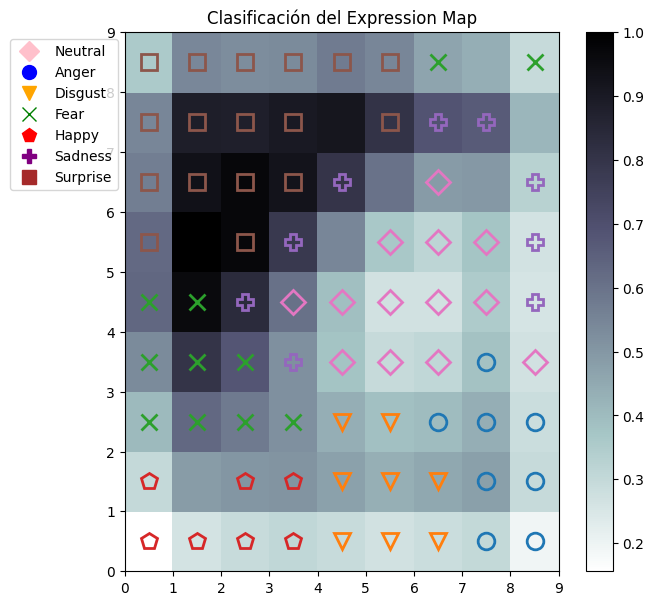 Clasificación del Expression Map
Neutral
Anger
Disgust
Fear
Happy
Sadness
Surprise
9
8
7
6
5
4
3
2
1
0
0 1 2 3 4 5 6 7 8 9
1.0
0.9
0.8
0.7
0.6
0.5
0.4
0.3
0.2